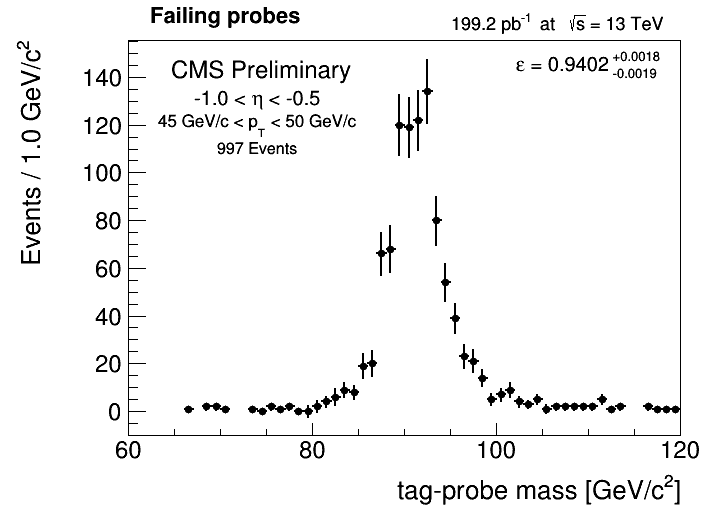 Failing probes
199.2 pb⁻¹ at √s = 13 TeV
CMS Preliminary
-1.0 < η < -0.5
45 GeV/c < p_T < 50 GeV/c
997 Events
ε = 0.9402 +0.0018 -0.0019
Events / 1.0 GeV/c²
140
120
100
80
60
40
20
0
60 80 100 120
tag-probe mass [GeV/c²]